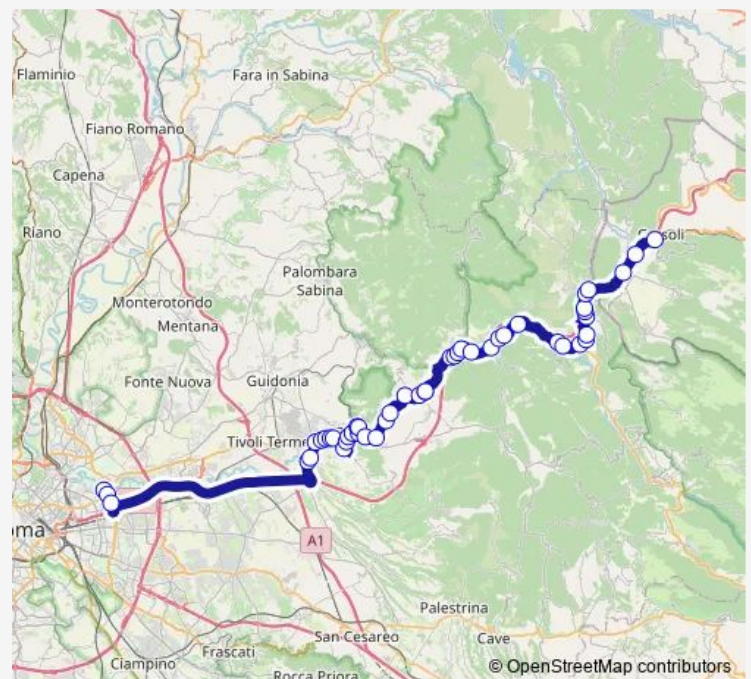 Flaminio
Fara in Sabina
Fiano Romano
Capena
Riano
Palombara
Sabina
Monterotondo
Mentana
Fonte Nuova
Guidonia
Tivoli Terme
oma
A1
Palestrina
San Cesareo
Cave
Frascati
Ciampino
Rocca Priora
© OpenStreetMap contributors